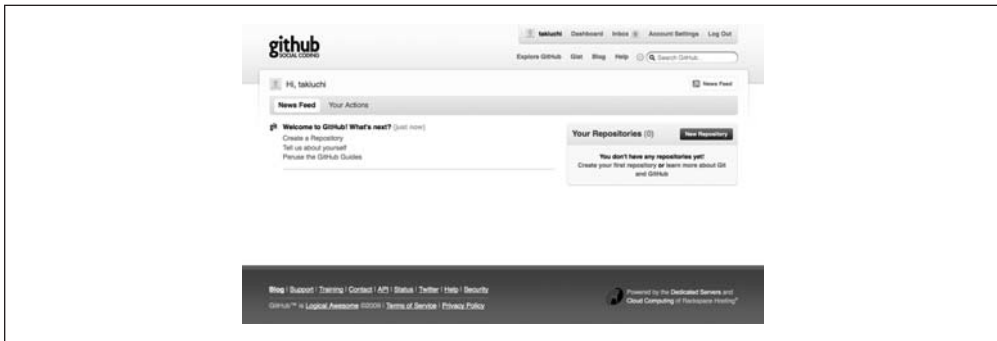 github
SOCIAL CODING
takiuchi Dashboard Inbox 0 Account Settings Log Out
Explore GitHub Gist Blog Help Search GitHub...
Hi, takiuchi
News Feed
News Feed Your Actions
Welcome to GitHub! What's next? (just now)
Create a Repository
Tell us about yourself
Peruse the GitHub Guides
Your Repositories (0) New Repository
You don't have any repositories yet!
Create your first repository or learn more about Git
and GitHub
Blog | Support | Training | Contact | API | Status | Twitter | Help | Security
GitHub™ is Logical Awesome ©2009 | Terms of Service | Privacy Policy
Powered by the Dedicated Servers and
Cloud Computing of Rackspace Hosting®